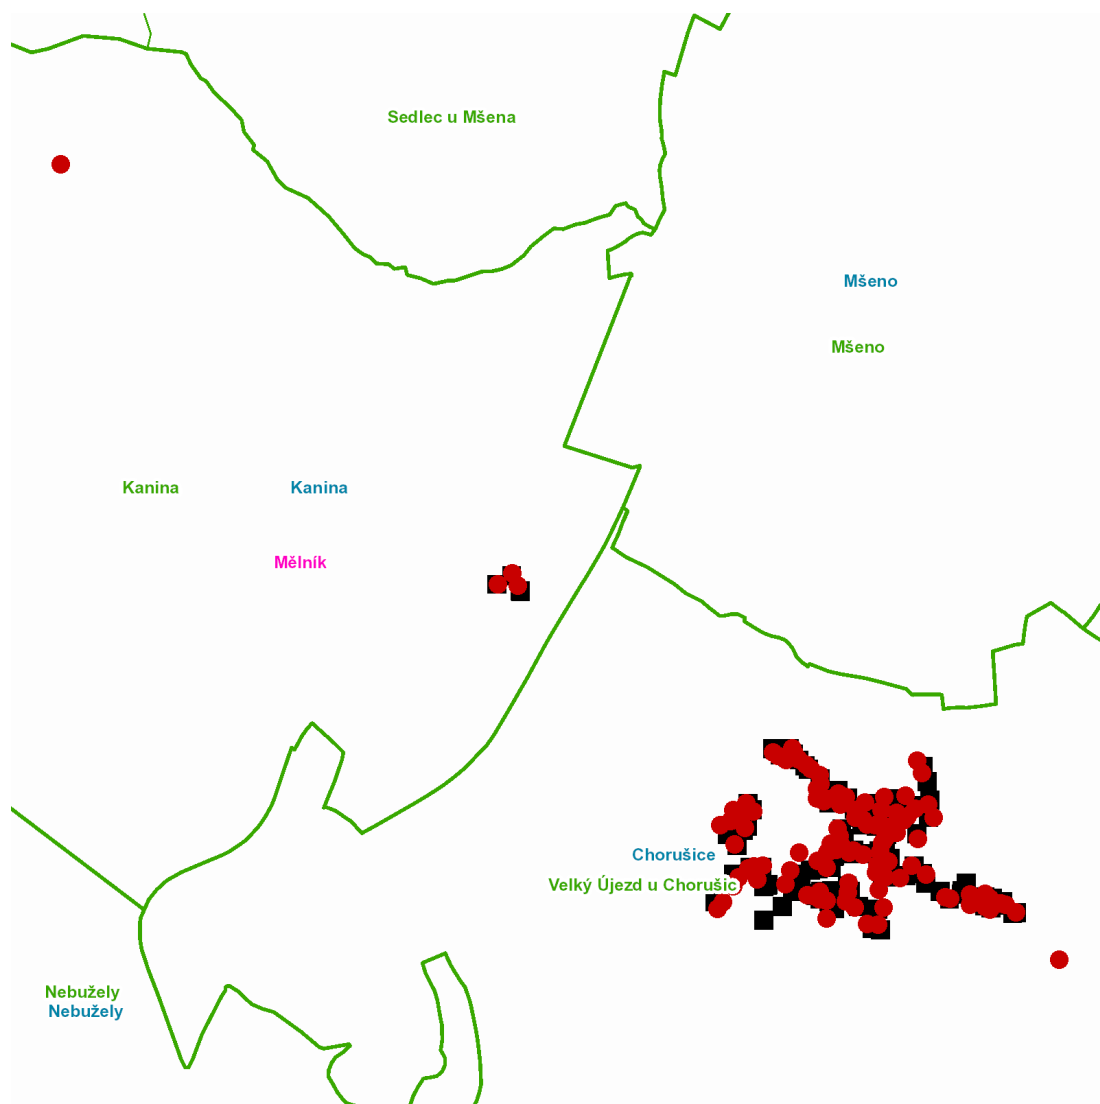 Sedlec u Mšena
Mšeno
Mšeno
Kanina Kanina
Mělník
Chorušice
Velký Újezd u Chorušic
Nebužely
Nebužely